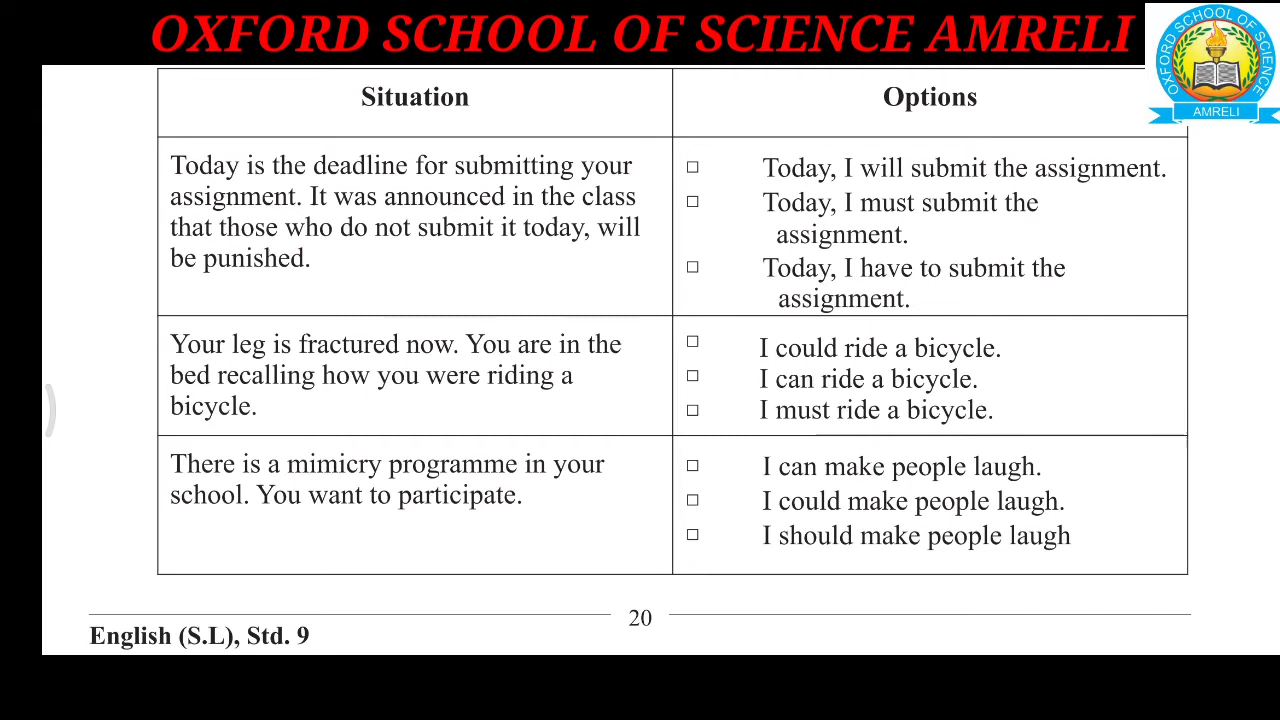 OXFORD SCHOOL OF SCIENCE AMRELI
OXFORD SCHOOL OF SCIENCE
AMRELI
Situation
Options
Today is the deadline for submitting your
assignment. It was announced in the class
that those who do not submit it today, will
be punished.
□ Today, I will submit the assignment.
□ Today, I must submit the
assignment.
□ Today, I have to submit the
assignment.
Your leg is fractured now. You are in the
bed recalling how you were riding a
bicycle.
□ I could ride a bicycle.
□ I can ride a bicycle.
□ I must ride a bicycle.
There is a mimicry programme in your
school. You want to participate.
□ I can make people laugh.
□ I could make people laugh.
□ I should make people laugh
20
English (S.L), Std. 9